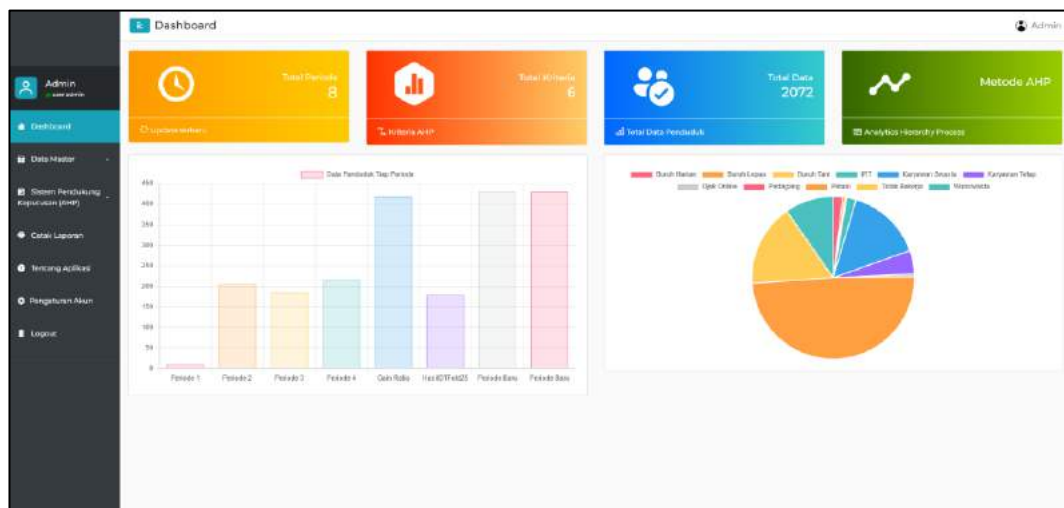 Dashboard
Admin
Admin
user admin
Dashboard
Data Master
Sistem Pendukung
Keputusan (AHP)
Cetak Laporan
Tentang Aplikasi
Pengaturan Akun
Logout
Total Periode
8
Update terbaru
Total Kriteria
6
Kriteria AHP
Total Data
2072
Total Data Penduduk
Metode AHP
Analytics Hierarchy Process
Data Penduduk Tiap Periode
450
400
350
300
250
200
150
100
50
0
Periode 1 Periode 2 Periode 3 Periode 4 Gain Ratio Periode Baru Periode Baru
Buruh Harian Buruh Lepas Buruh Tani Karyawan Swasta Karyawan Tetap
Ojek Online Pedagang Petani Tidak Bekerja Wiraswasta